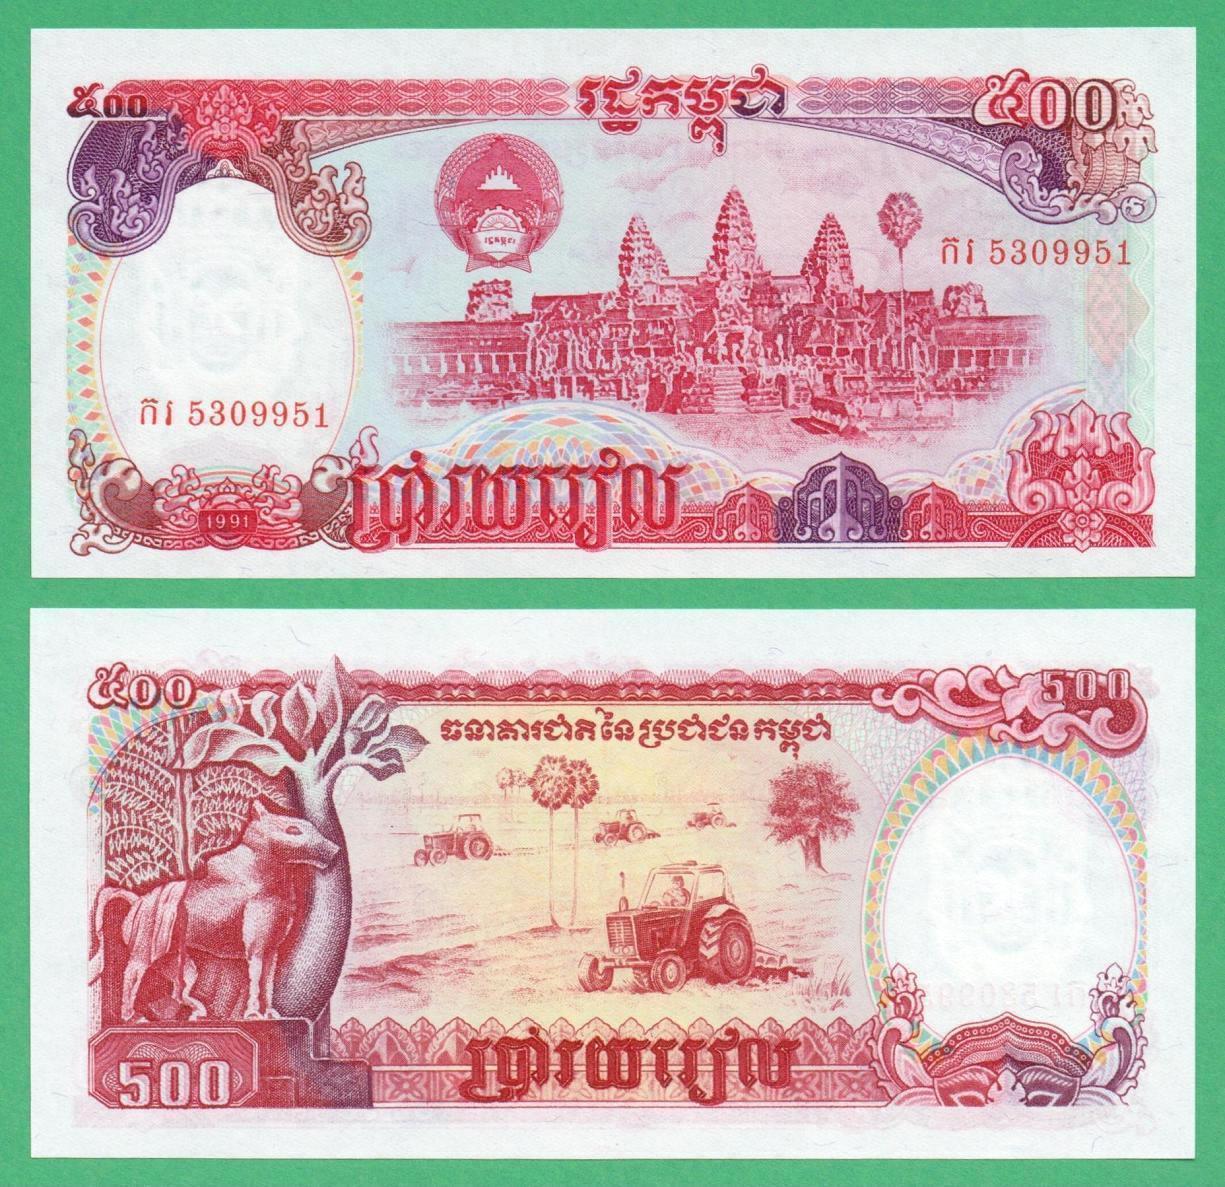 ៥០០
រដ្ឋកម្ពុជា
៥០០
ករ 5309951
ករ 5309951
1991
ប្រាំរយរៀល
៥០០
500
ធនាគារជាតិនៃប្រជាជនកម្ពុជា
500
ប្រាំរយរៀល